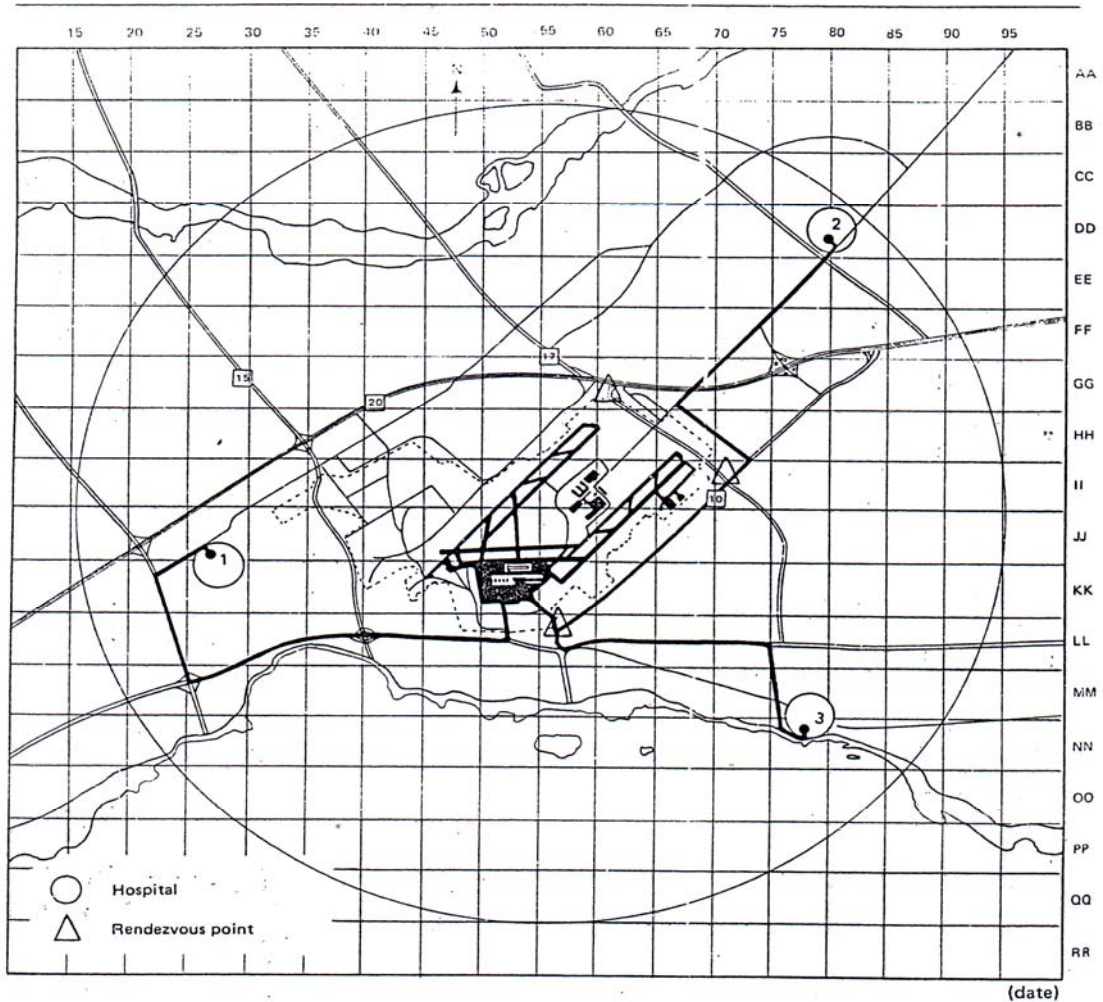 15 20 25 30 35 40 45 50 55 60 65 70 75 80 85 90 95
N
AA
BB
CC
2
DD
EE
FF
17
15
GG
20
HH
II
10
JJ
1
KK
LL
MM
3
NN
OO
PP
Hospital
QQ
Rendezvous point
RR
(date)